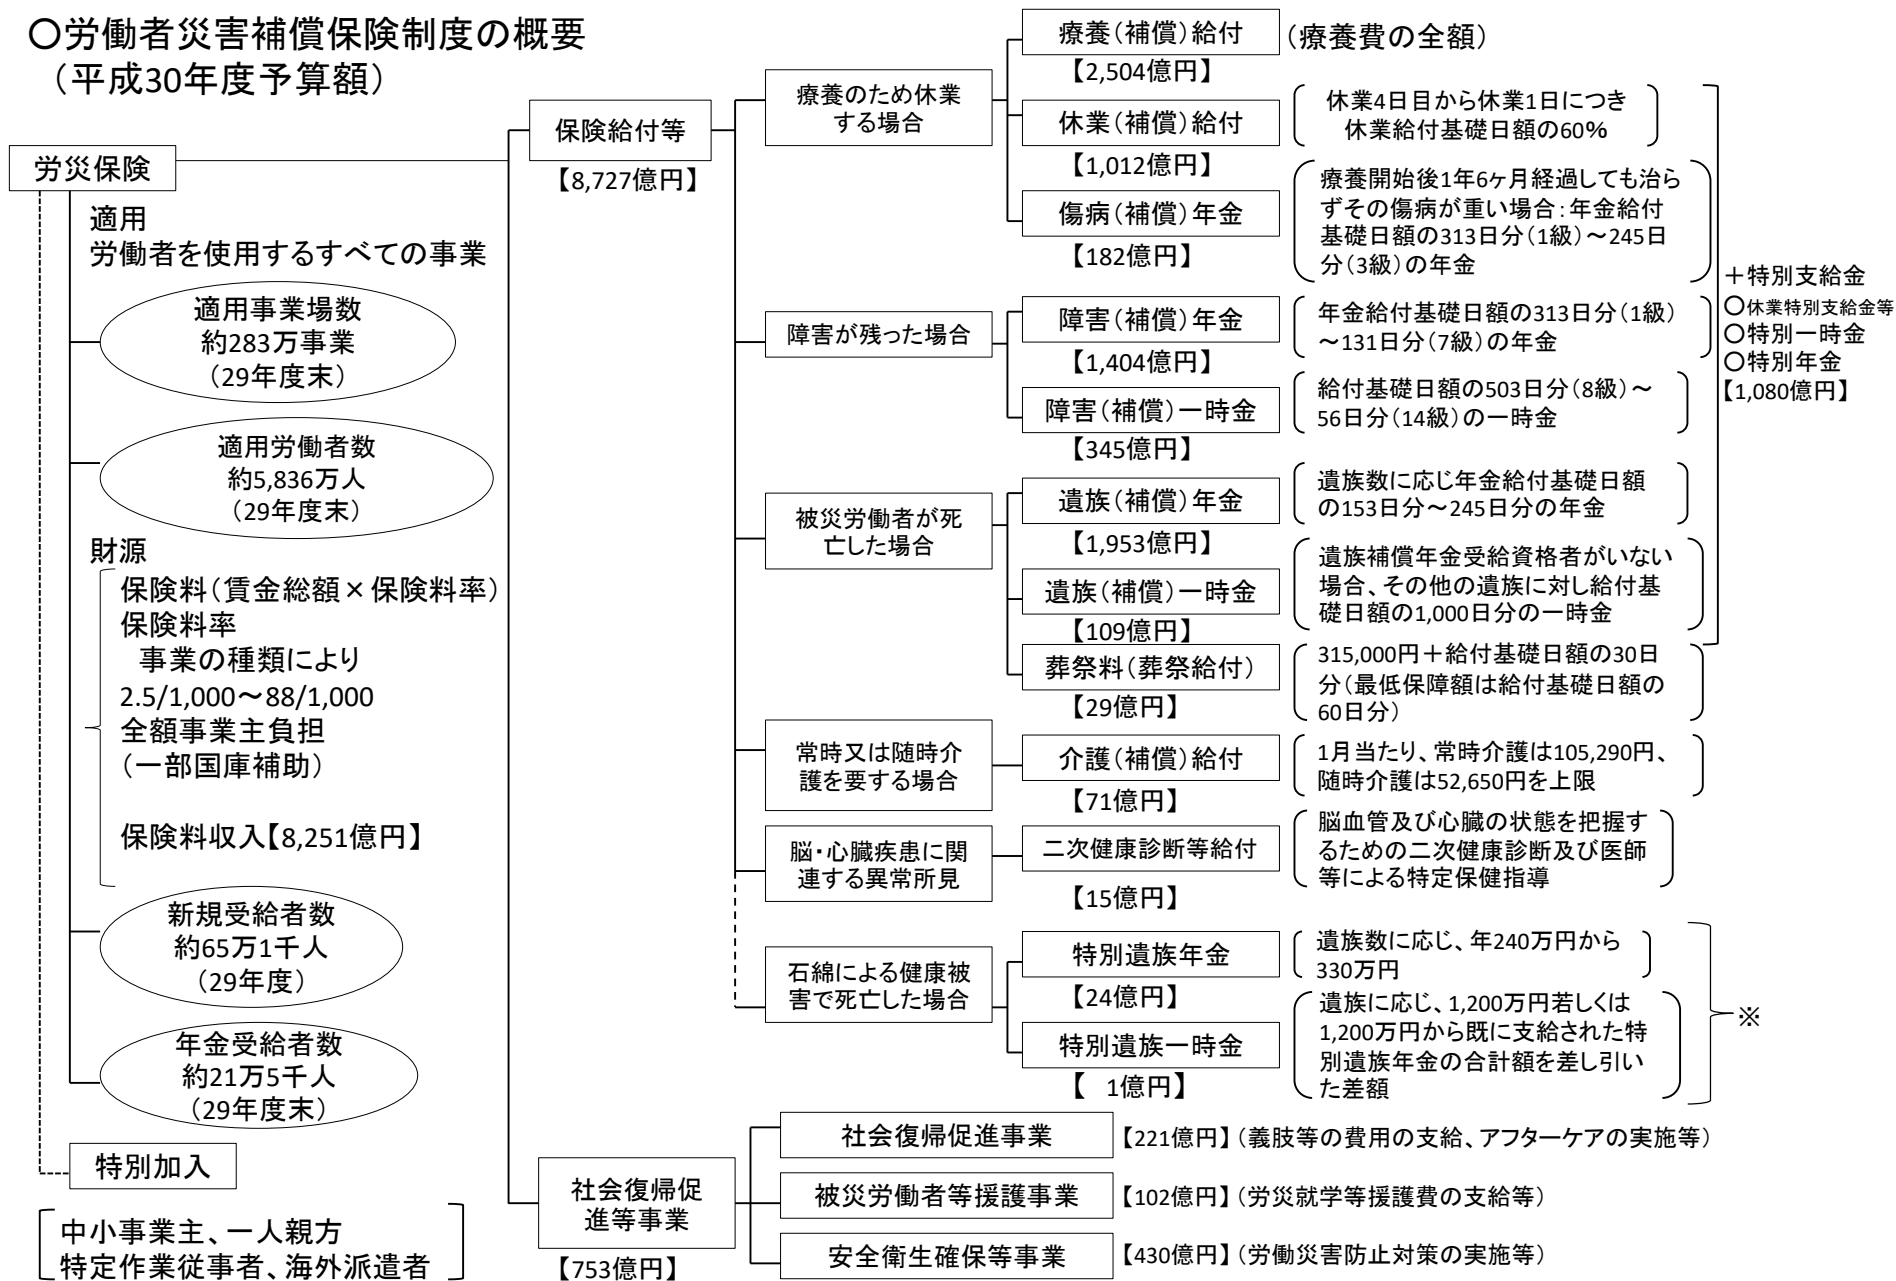 ○労働者災害補償保険制度の概要
（平成30年度予算額）
労災保険
適用
労働者を使用するすべての事業
適用事業場数
約283万事業
（29年度末）
適用労働者数
約5,836万人
（29年度末）
財源
保険料（賃金総額×保険料率）
保険料率
事業の種類により
2.5/1,000～88/1,000
全額事業主負担
（一部国庫補助）
保険料収入【8,251億円】
新規受給者数
約65万1千人
（29年度）
年金受給者数
約21万5千人
（29年度末）
特別加入
中小事業主、一人親方
特定作業従事者、海外派遣者
保険給付等
【8,727億円】
療養のため休業
する場合
療養（補償）給付
（療養費の全額）
【2,504億円】
休業（補償）給付
休業4日目から休業1日につき
休業給付基礎日額の60％
【1,012億円】
傷病（補償）年金
療養開始後1年6ヶ月経過しても治ら
ずその傷病が重い場合：年金給付
基礎日額の313日分（1級）～245日
分（3級）の年金
【182億円】
障害が残った場合
障害（補償）年金
年金給付基礎日額の313日分（1級）
～131日分（7級）の年金
【1,404億円】
障害（補償）一時金
給付基礎日額の503日分（8級）～
56日分（14級）の一時金
【345億円】
被災労働者が死
亡した場合
遺族（補償）年金
遺族数に応じ年金給付基礎日額
の153日分～245日分の年金
【1,953億円】
遺族（補償）一時金
遺族補償年金受給資格者がいない
場合、その他の遺族に対し給付基
礎日額の1,000日分の一時金
【109億円】
葬祭料（葬祭給付）
315,000円＋給付基礎日額の30日
分（最低保障額は給付基礎日額の
60日分）
【29億円】
＋特別支給金
○休業特別支給金等
○特別一時金
○特別年金
【1,080億円】
常時又は随時介
護を要する場合
介護（補償）給付
1月当たり、常時介護は105,290円、
随時介護は52,650円を上限
【71億円】
脳・心臓疾患に関
連する異常所見
二次健康診断等給付
脳血管及び心臓の状態を把握す
るための二次健康診断及び医師
等による特定保健指導
【15億円】
石綿による健康被
害で死亡した場合
特別遺族年金
遺族数に応じ、年240万円から
330万円
【24億円】
特別遺族一時金
遺族に応じ、1,200万円若しくは
1,200万円から既に支給された特
別遺族年金の合計額を差し引い
た差額
【　1億円】
※
社会復帰促
進等事業
【753億円】
社会復帰促進事業
【221億円】（義肢等の費用の支給、アフターケアの実施等）
被災労働者等援護事業
【102億円】（労災就学等援護費の支給等）
安全衛生確保等事業
【430億円】（労働災害防止対策の実施等）